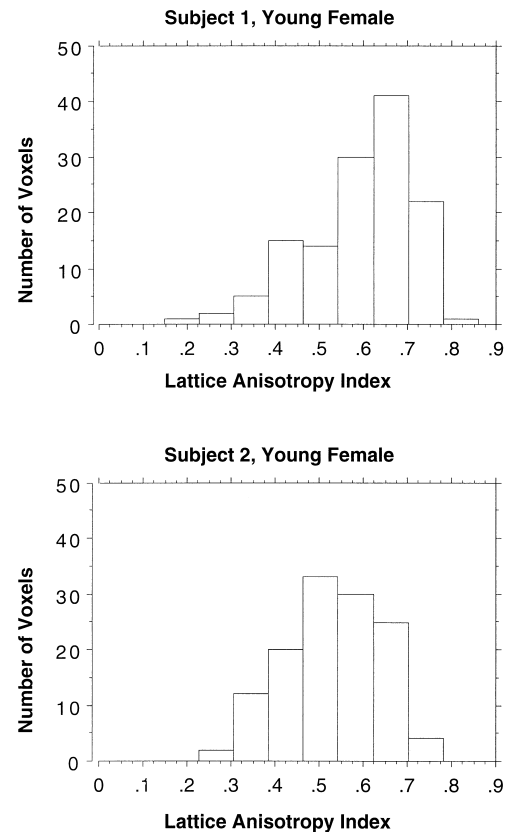 Subject 1, Young Female
50
40
30
20
10
0
Number of Voxels
0 .1 .2 .3 .4 .5 .6 .7 .8 .9
Lattice Anisotropy Index
Subject 2, Young Female
50
40
30
20
10
0
Number of Voxels
0 .1 .2 .3 .4 .5 .6 .7 .8 .9
Lattice Anisotropy Index